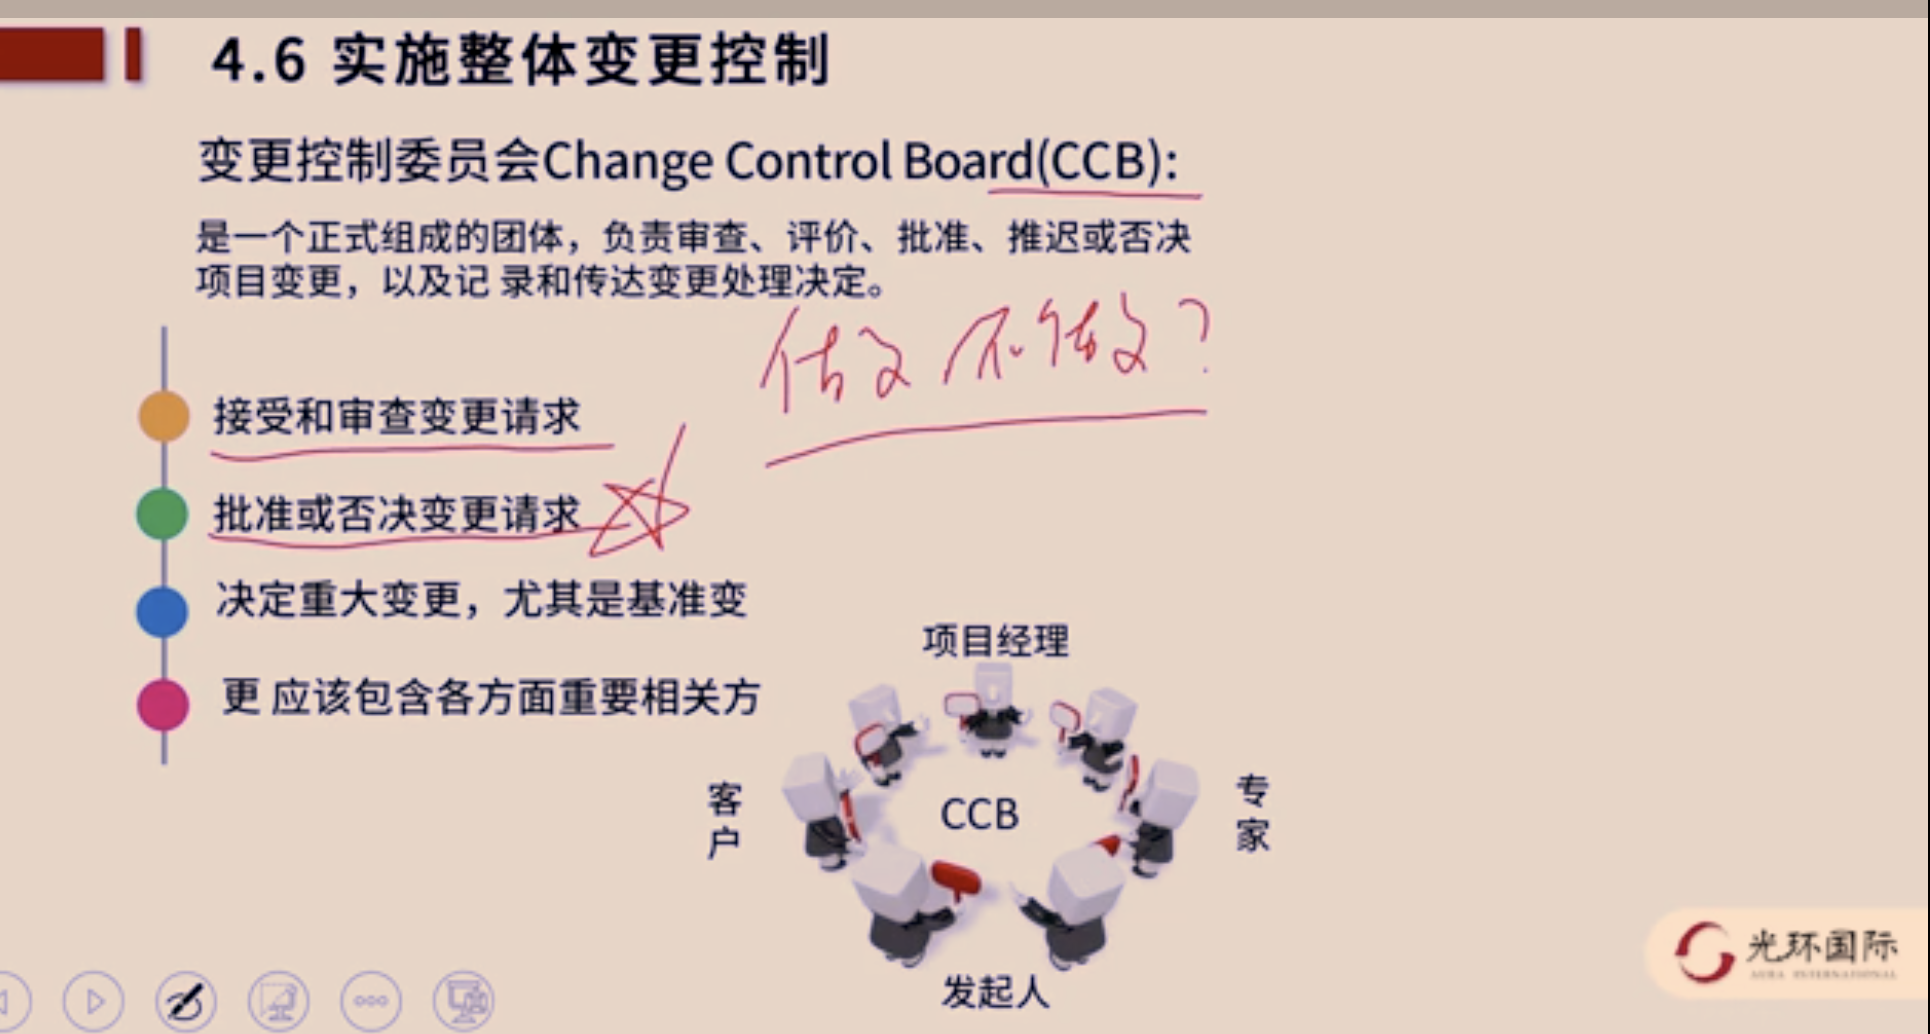 4.6 实施整体变更控制
变更控制委员会Change Control Board(CCB):
是一个正式组成的团体，负责审查、评价、批准、推迟或否决
项目变更，以及记 录和传达变更处理决定。
做 不做？
接受和审查变更请求
批准或否决变更请求
决定重大变更，尤其是基准变
更 应该包含各方面重要相关方
项目经理
客户
专家
CCB
发起人
光环国际
AURA INTERNATIONAL